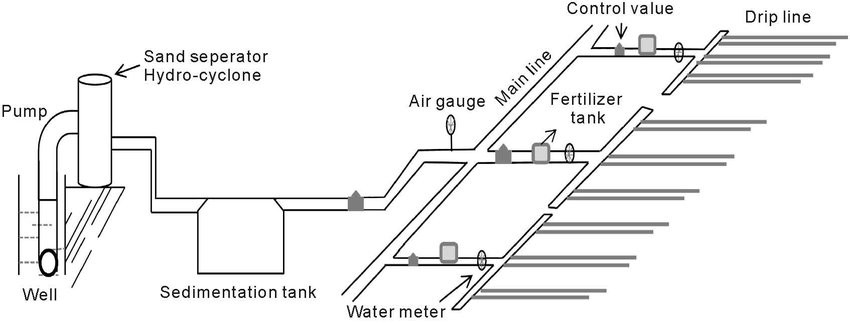 Control value
Drip line
Sand seperator
Hydro-cyclone
Main line
Pump
Air gauge
Fertilizer
tank
Well
Sedimentation tank
Water meter